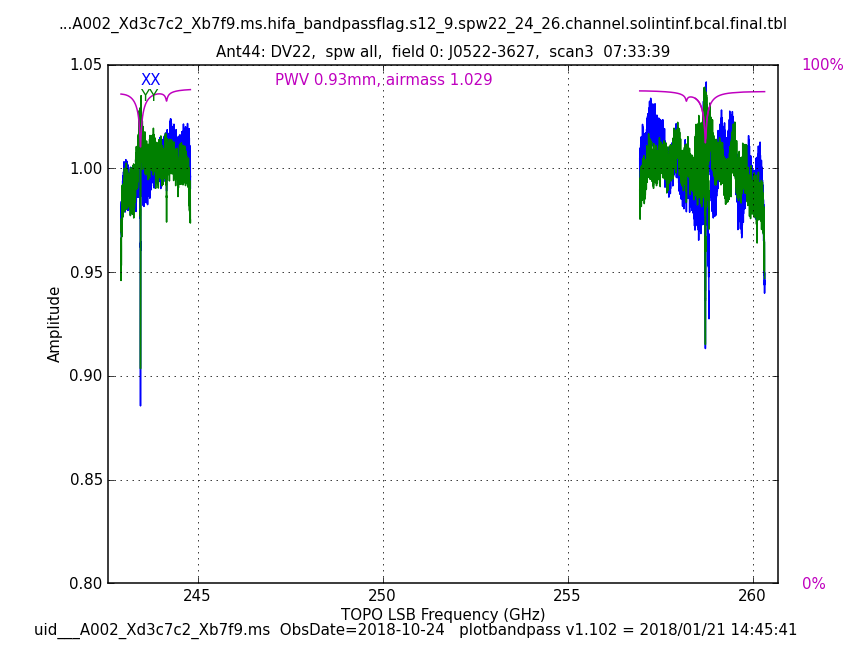 ...A002_Xd3c7c2_Xb7f9.ms.hifa_bandpassflag.s12_9.spw22_24_26.channel.solintinf.bcal.final.tbl
Ant44: DV22,  spw all,  field 0: J0522-3627,  scan3  07:33:39
1.05
100%
XX
PWV 0.93mm, airmass 1.029
YY
1.00
0.95
Amplitude
0.90
0.85
0.80
0%
245
250
255
260
TOPO LSB Frequency (GHz)
uid___A002_Xd3c7c2_Xb7f9.ms  ObsDate=2018-10-24   plotbandpass v1.102 = 2018/01/21 14:45:41